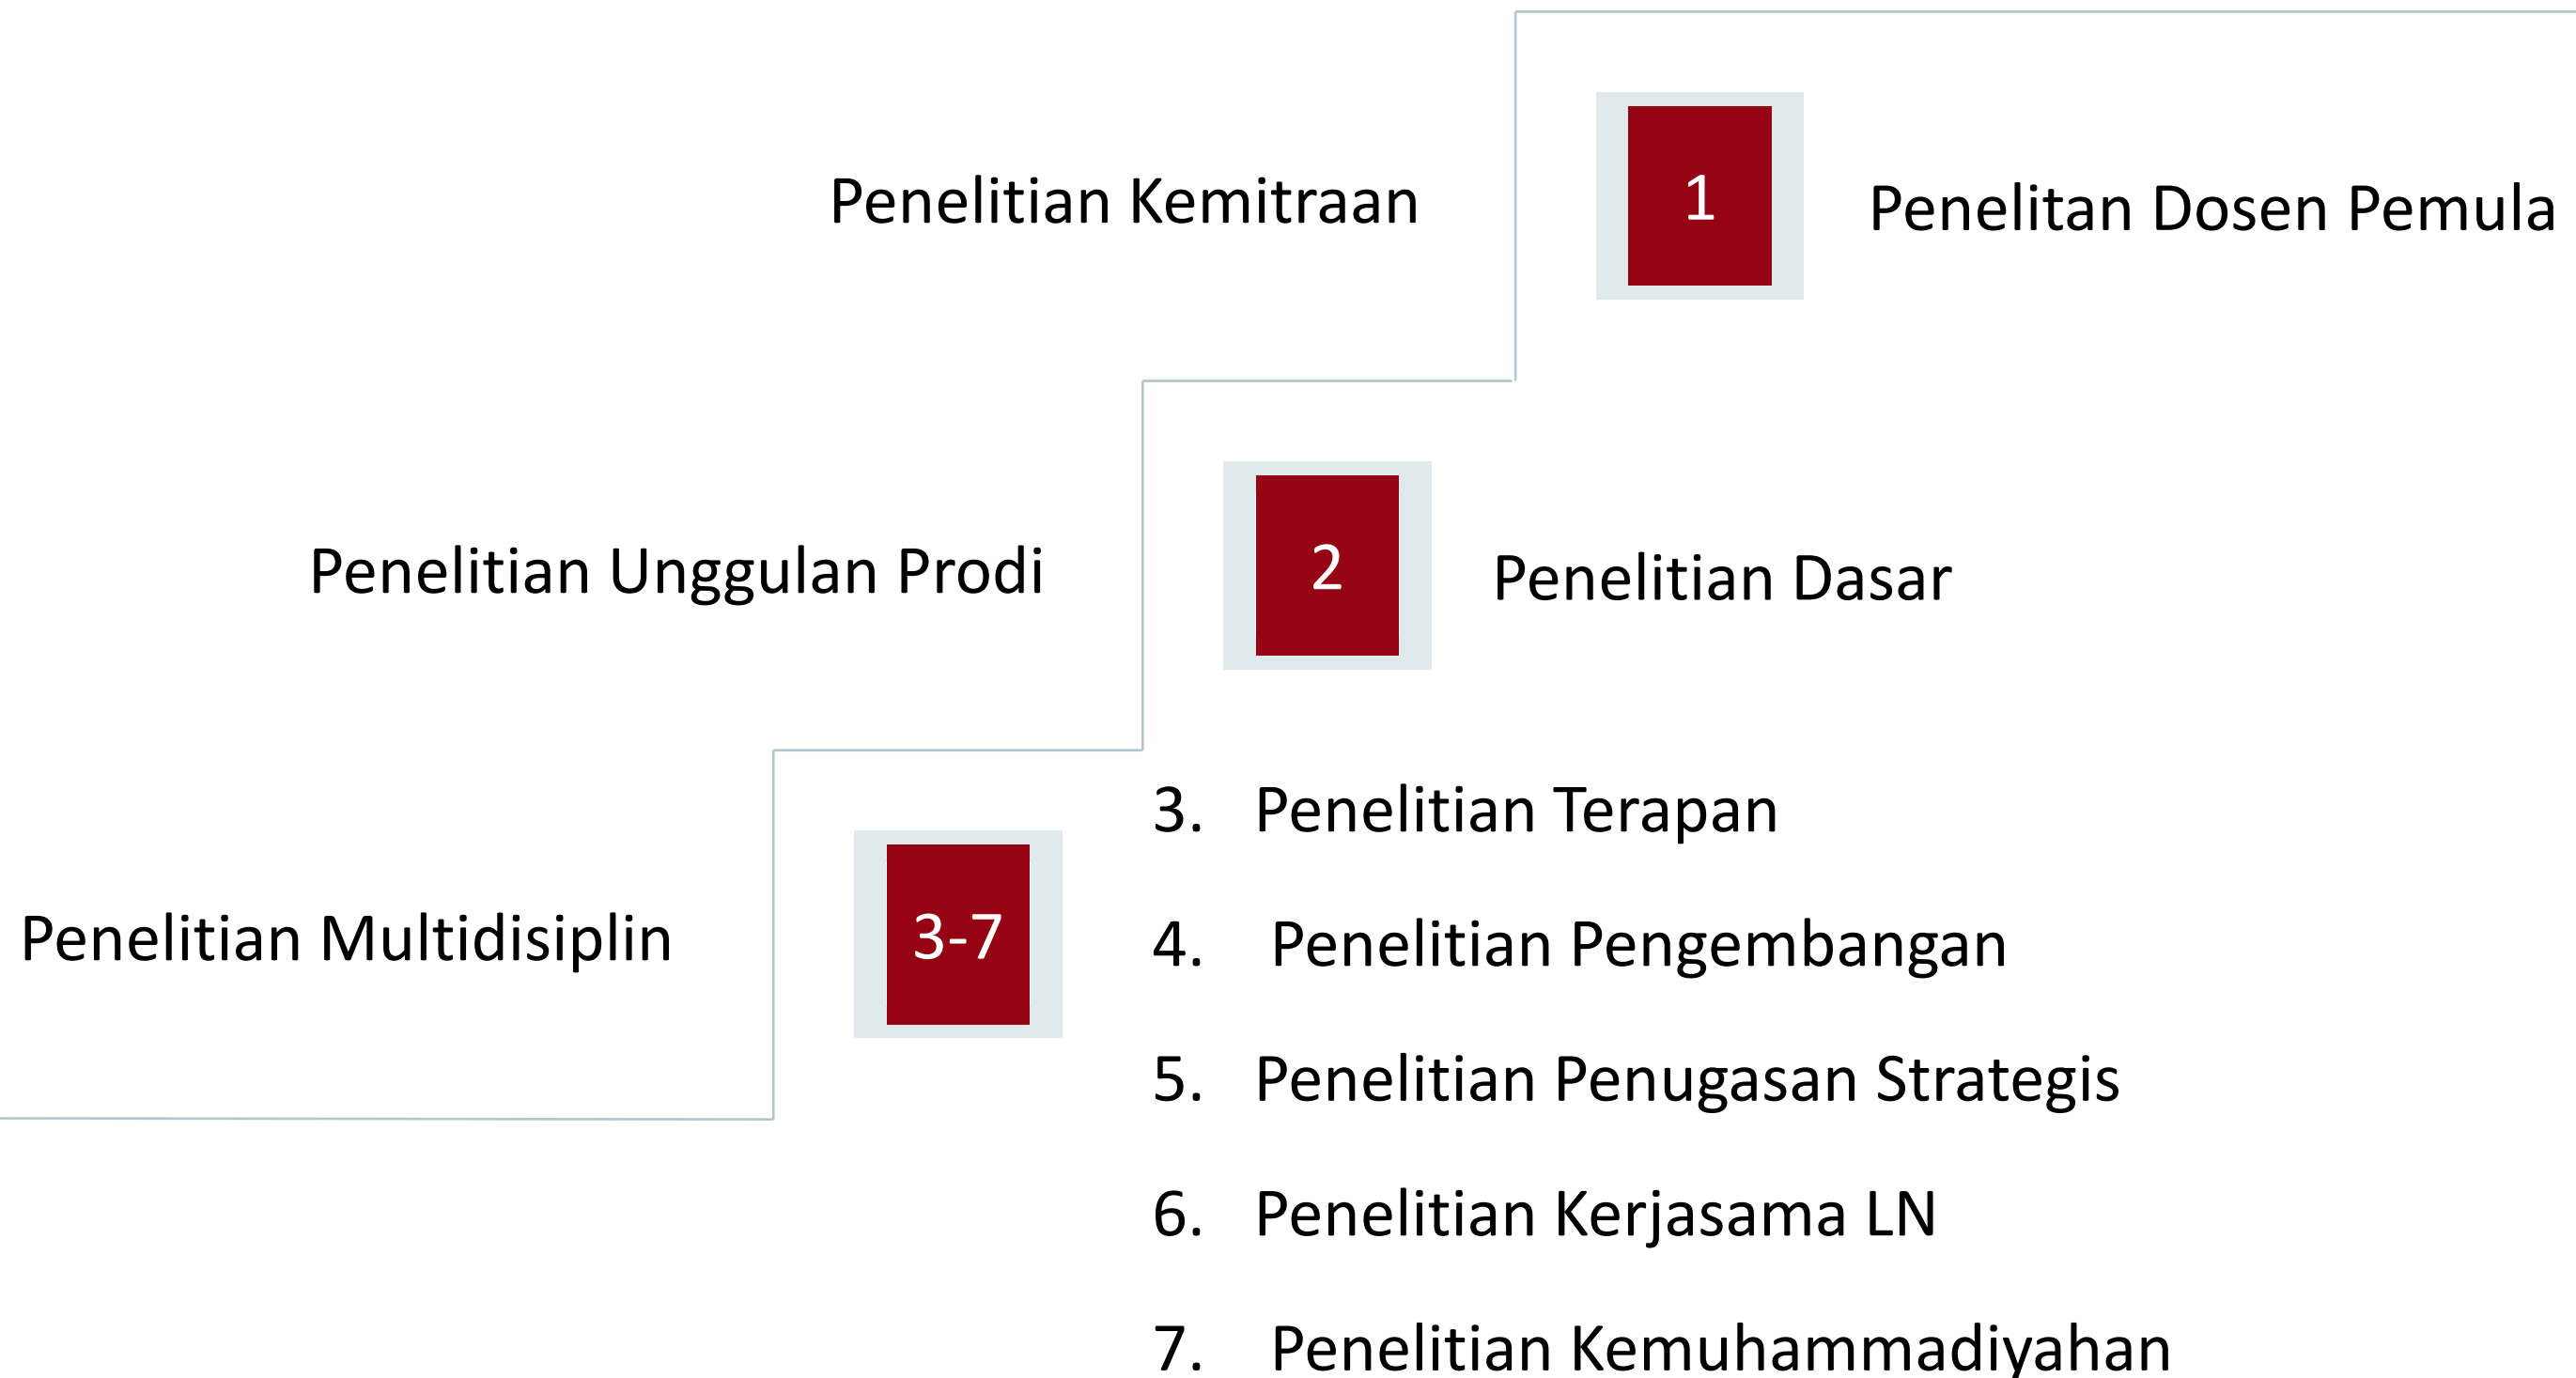 Penelitian Kemitraan
1
Penelitan Dosen Pemula
Penelitian Unggulan Prodi
2
Penelitian Dasar
Penelitian Multidisiplin
3-7
3. Penelitian Terapan
4. Penelitian Pengembangan
5. Penelitian Penugasan Strategis
6. Penelitian Kerjasama LN
7. Penelitian Kemuhammadiyahan